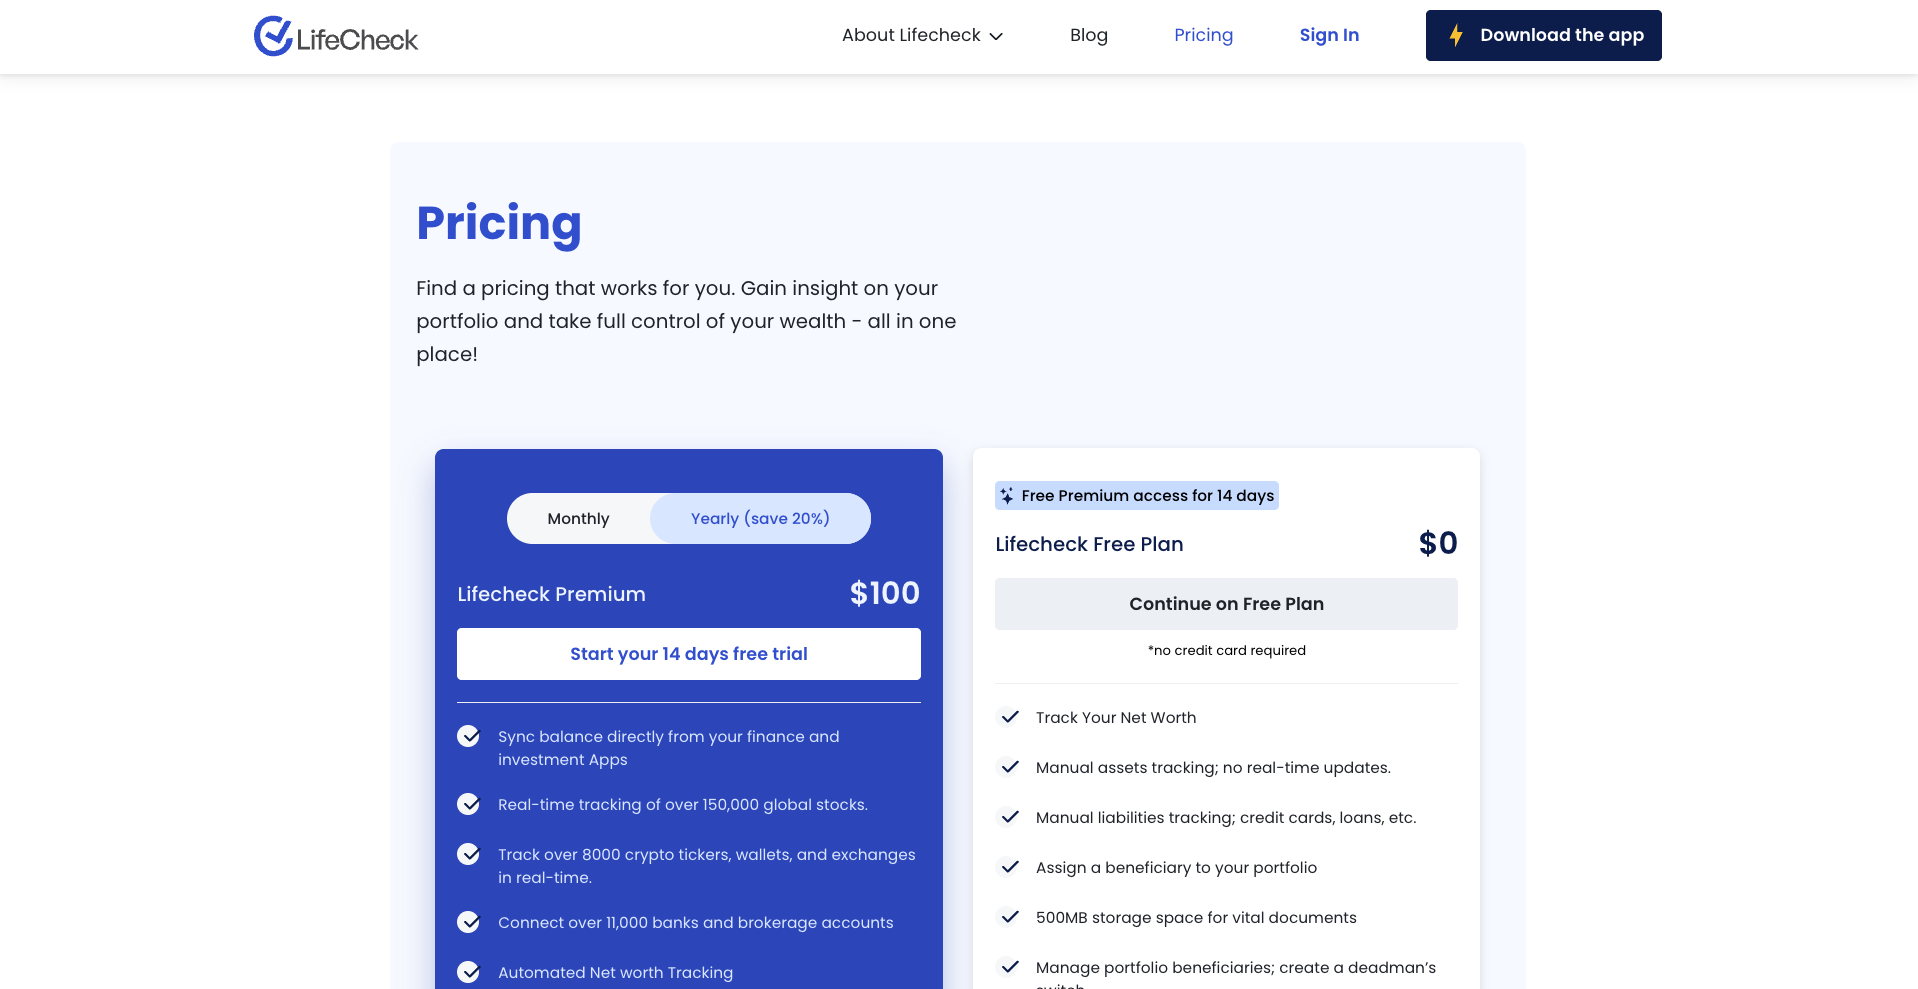 LifeCheck
About Lifecheck
Blog
Pricing
Sign In
Download the app
Pricing
Find a pricing that works for you. Gain insight on your
portfolio and take full control of your wealth - all in one
place!
Monthly
Yearly (save 20%)
Lifecheck Premium
$100
Start your 14 days free trial
Sync balance directly from your finance and
investment Apps
Real-time tracking of over 150,000 global stocks.
Track over 8000 crypto tickers, wallets, and exchanges
in real-time.
Connect over 11,000 banks and brokerage accounts
Automated Net worth Tracking
Free Premium access for 14 days
Lifecheck Free Plan
$0
Continue on Free Plan
*no credit card required
Track Your Net Worth
Manual assets tracking; no real-time updates.
Manual liabilities tracking; credit cards, loans, etc.
Assign a beneficiary to your portfolio
500MB storage space for vital documents
Manage portfolio beneficiaries; create a deadman’s